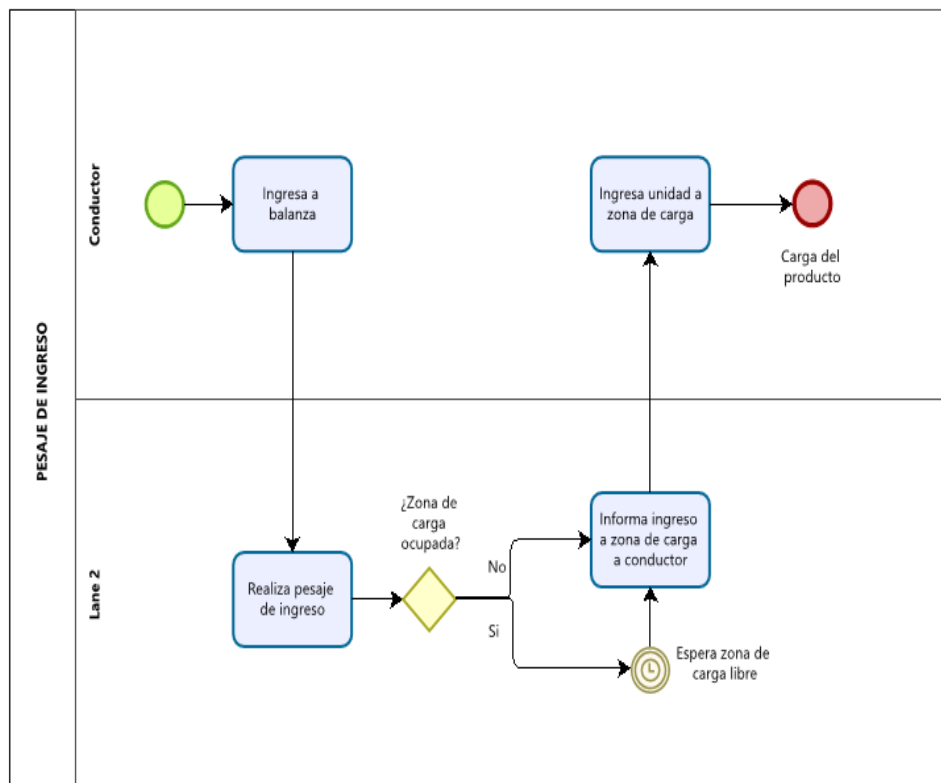 PESAJE DE INGRESO
Conductor
Ingresa a
balanza
Ingresa unidad a
zona de carga
Carga del
producto
Lane 2
Realiza pesaje
de ingreso
¿Zona de
carga
ocupada?
No
Si
Informa ingreso
a zona de carga
a conductor
Espera zona de
carga libre